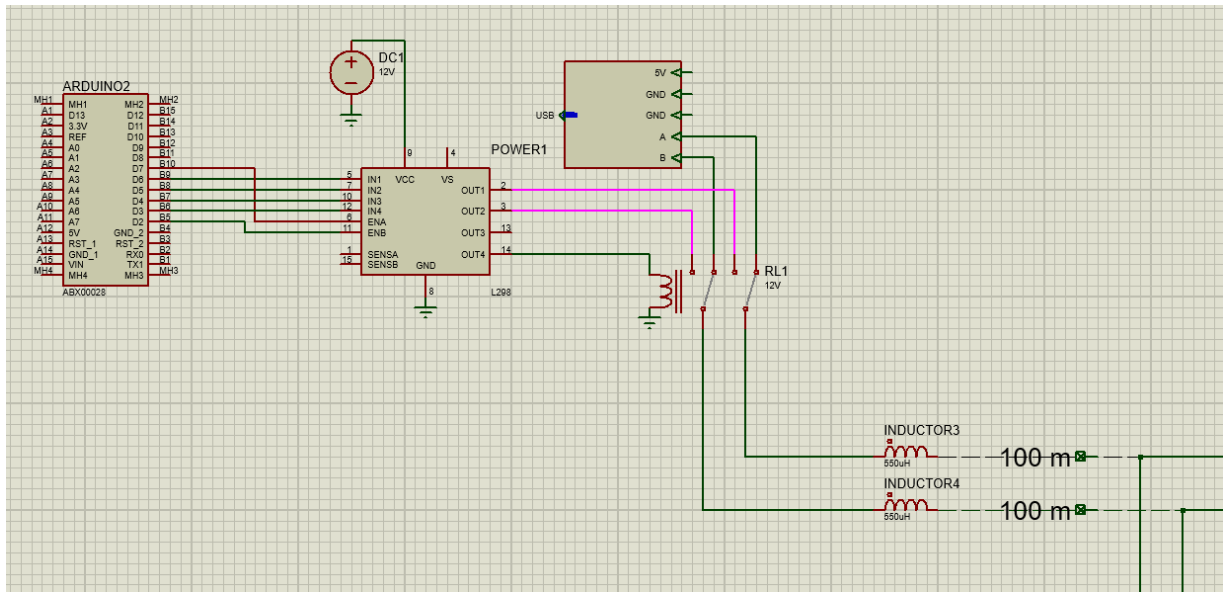 DC1
12V
ARDUINO2
MH1
A1
A2
A3
A4
A5
A6
A7
A8
A9
A10
A11
A12
A13
A14
A15
MH4
MH1
D13
3.3V
REF
A0
A1
A2
A3
A4
A5
A6
A7
5V
RST_1
GND_1
VIN
MH4
MH2
D12
D11
D10
D9
D8
D7
D6
D5
D4
D3
D2
GND_2
RST_2
RX0
TX1
MH3
MH2
B15
B14
B13
B12
B11
B10
B9
B8
B7
B6
B5
B4
B3
B2
B1
MH3
ABX00028
POWER1
9
4
VCC
VS
5
7
10
12
6
11
1
15
IN1
IN2
IN3
IN4
ENA
ENB
SENSA
SENSB
GND
8
OUT1
OUT2
OUT3
OUT4
2
3
13
14
L298
USB
5V
GND
GND
A
B
RL1
12V
INDUCTOR3
550uH
100 m
INDUCTOR4
550uH
100 m